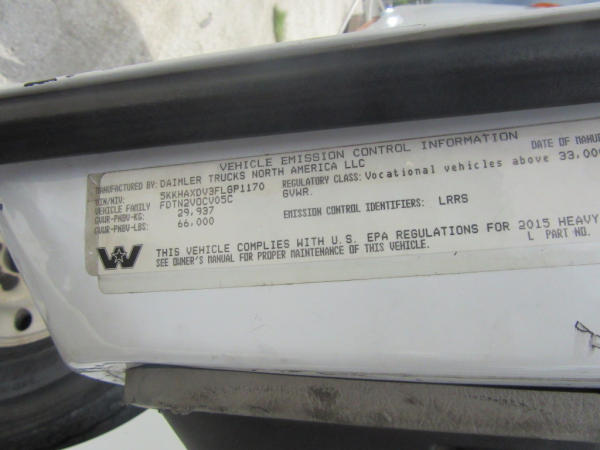 VEHICLE EMISSION CONTROL INFORMATION
MANUFACTURED BY: DAIMLER TRUCKS NORTH AMERICA LLC DATE OF MANUF
VIN/NIV: 5KKHAXDV3FLGP1170 REGULATORY CLASS: Vocational vehicles above 33,000
VEHICLE FAMILY FDTN2VOCV05C GVWR.
GVWR-PNBV-KG: 29,937
GVWR-PNBV-LBS: 66,000 EMISSION CONTROL IDENTIFIERS: LRRS
THIS VEHICLE COMPLIES WITH U.S. EPA REGULATIONS FOR 2015 HEAVY
SEE OWNER'S MANUAL FOR PROPER MAINTENANCE OF THIS VEHICLE. L PART NO.